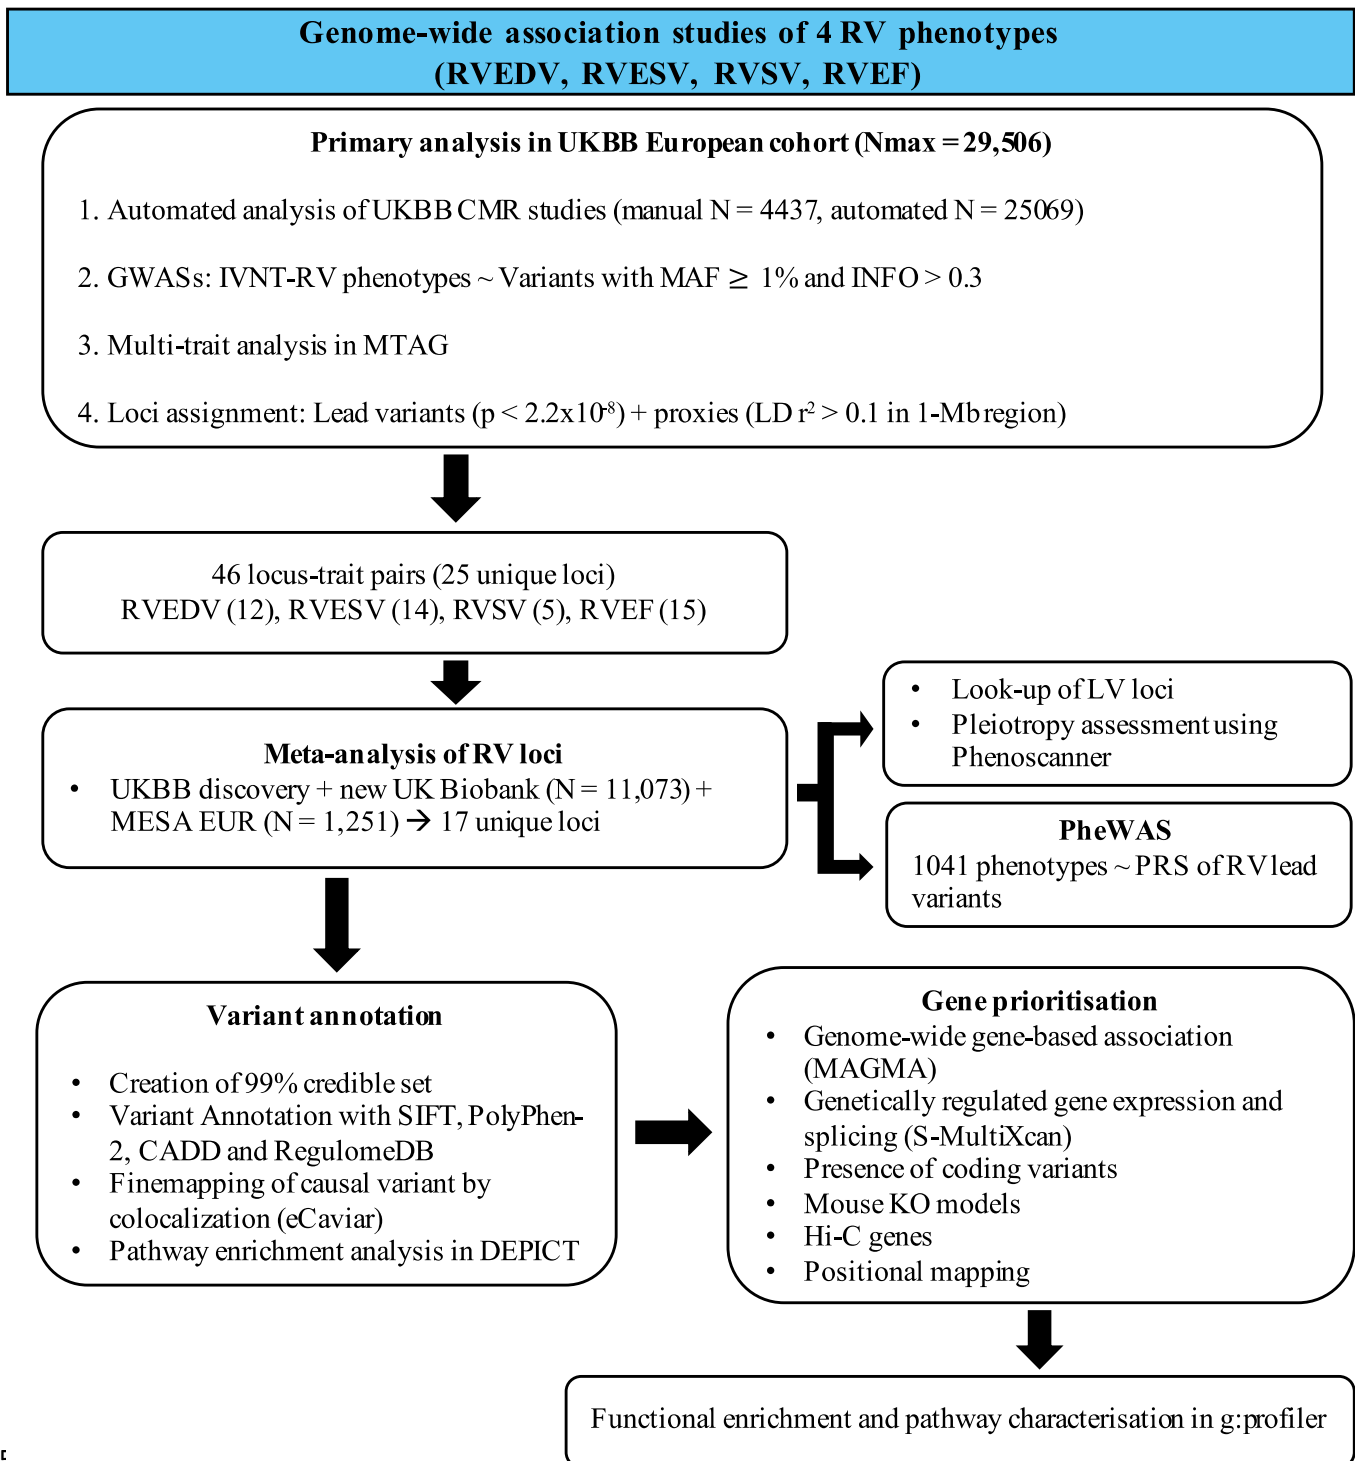 Genome-wide association studies of 4 RV phenotypes
(RVEDV, RVESV, RVSV, RVEF)
Primary analysis in UKBB European cohort (Nmax = 29,506)
1. Automated analysis of UKBB CMR studies (manual N = 4437, automated N = 25069)
2. GWASs: IVNT-RV phenotypes ~ Variants with MAF ≥ 1% and INFO > 0.3
3. Multi-trait analysis in MTAG
4. Loci assignment: Lead variants (p < 2.2x10⁻⁸) + proxies (LD r² > 0.1 in 1-Mb region)
46 locus-trait pairs (25 unique loci)
RVEDV (12), RVESV (14), RVSV (5), RVEF (15)
Meta-analysis of RV loci
• UKBB discovery + new UK Biobank (N = 11,073) +
MESA EUR (N = 1,251) → 17 unique loci
• Look-up of LV loci
• Pleiotropy assessment using
Phenoscanner
PheWAS
1041 phenotypes ~ PRS of RV lead
variants
Variant annotation
• Creation of 99% credible set
• Variant Annotation with SIFT, PolyPhen-
2, CADD and RegulomeDB
• Finemapping of causal variant by
colocalization (eCaviar)
• Pathway enrichment analysis in DEPICT
Gene prioritisation
• Genome-wide gene-based association
(MAGMA)
• Genetically regulated gene expression and
splicing (S-MultiXcan)
• Presence of coding variants
• Mouse KO models
• Hi-C genes
• Positional mapping
Functional enrichment and pathway characterisation in g:profiler